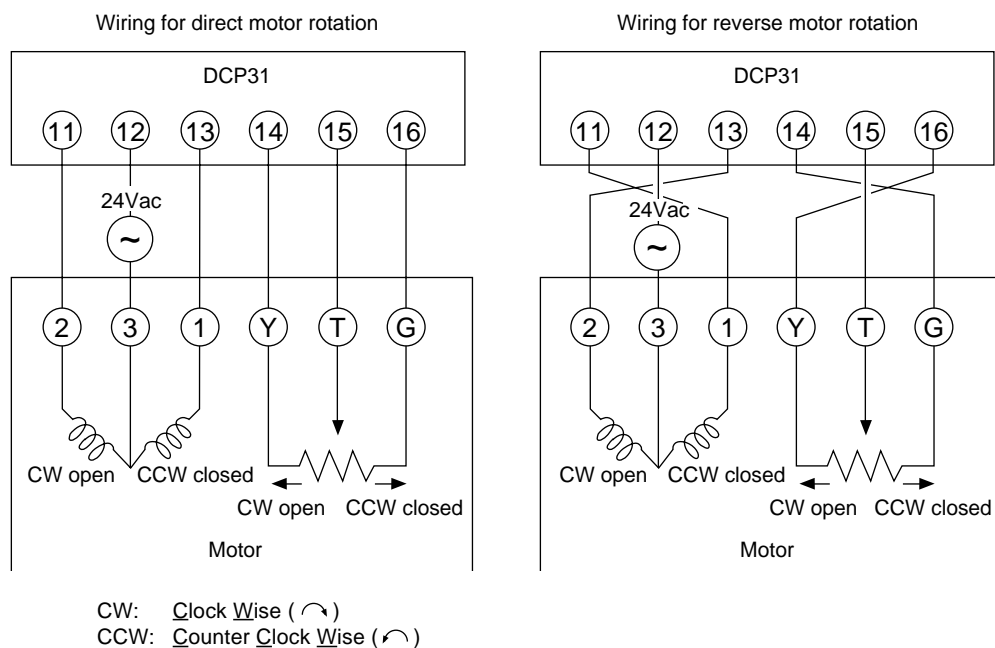 Wiring for direct motor rotation
DCP31
11 12 13 14 15 16
24Vac
~
2 3 1 Y T G
CW open CCW closed
CW open CCW closed
Motor
Wiring for reverse motor rotation
DCP31
11 12 13 14 15 16
24Vac
~
2 3 1 Y T G
CW open CCW closed
CW open CCW closed
Motor
CW: Clock Wise ( )
CCW: Counter Clock Wise ( )